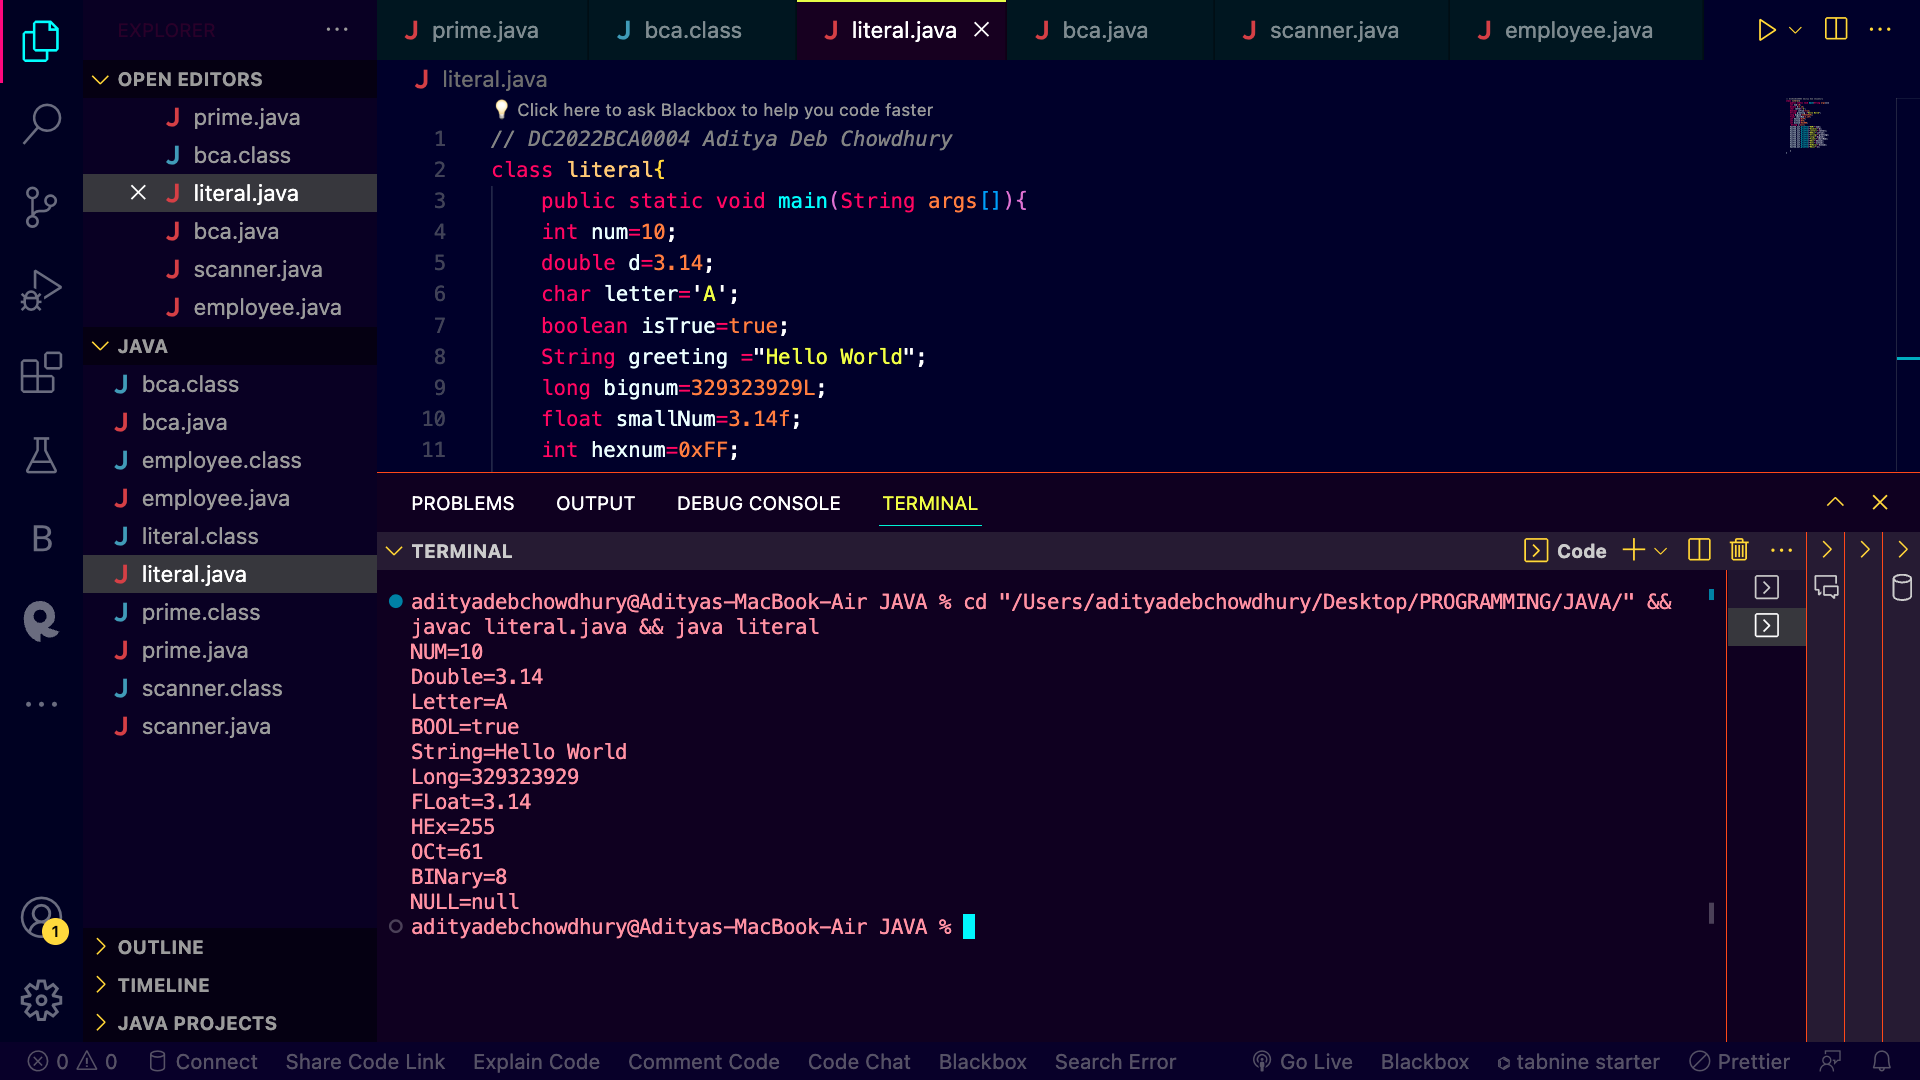 EXPLORER
OPEN EDITORS
prime.java
bca.class
literal.java
bca.java
scanner.java
employee.java
JAVA
bca.class
bca.java
employee.class
employee.java
literal.class
literal.java
prime.class
prime.java
scanner.class
scanner.java
OUTLINE
TIMELINE
JAVA PROJECTS
B
1
prime.java bca.class literal.java bca.java scanner.java employee.java
literal.java
Click here to ask Blackbox to help you code faster
1 // DC2022BCA0004 Aditya Deb Chowdhury
2 class literal{
3 public static void main(String args[]){
4 int num=10;
5 double d=3.14;
6 char letter='A';
7 boolean isTrue=true;
8 String greeting ="Hello World";
9 long bignum=329323929L;
10 float smallNum=3.14f;
11 int hexnum=0xFF;
PROBLEMS OUTPUT DEBUG CONSOLE TERMINAL
TERMINAL Code
adityadebchowdhury@Adityas-MacBook-Air JAVA % cd "/Users/adityadebchowdhury/Desktop/PROGRAMMING/JAVA/" &&
javac literal.java && java literal
NUM=10
Double=3.14
Letter=A
BOOL=true
String=Hello World
Long=329323929
FLoat=3.14
HEx=255
OCt=61
BINary=8
NULL=null
adityadebchowdhury@Adityas-MacBook-Air JAVA %
0 0 Connect Share Code Link Explain Code Comment Code Code Chat Blackbox Search Error Go Live Blackbox tabnine starter Prettier